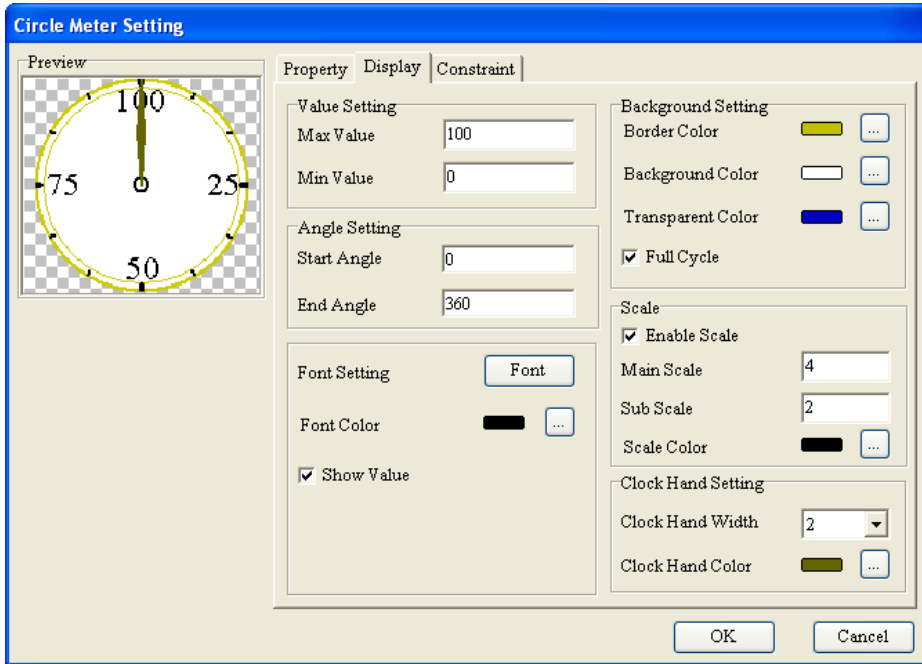 Circle Meter Setting
Preview
100
75
25
50
Property Display Constraint
Value Setting
Max Value 100
Min Value 0
Angle Setting
Start Angle 0
End Angle 360
Font Setting Font
Font Color ...
Show Value
Background Setting
Border Color ...
Background Color ...
Transparent Color ...
Full Cycle
Scale
Enable Scale
Main Scale 4
Sub Scale 2
Scale Color ...
Clock Hand Setting
Clock Hand Width 2
Clock Hand Color ...
OK Cancel